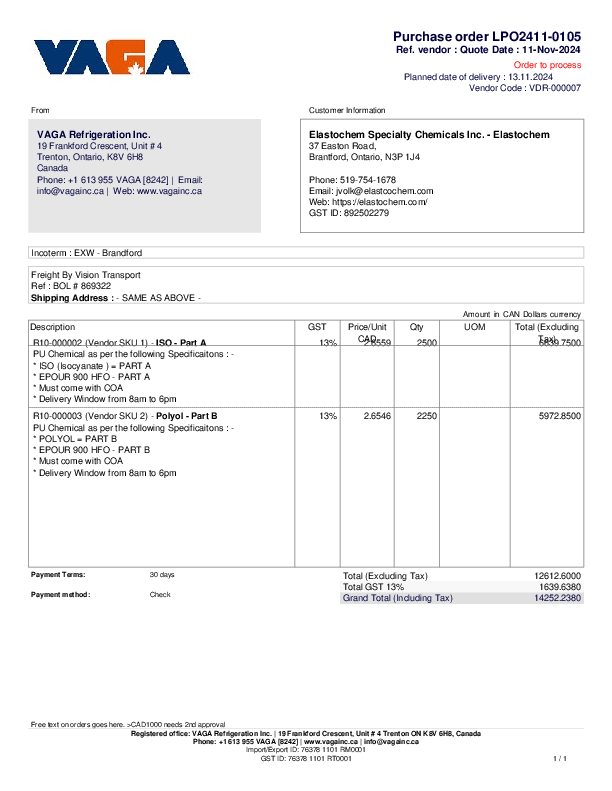 VAGA
Purchase order LPO2411-0105
Ref. vendor : Quote Date : 11-Nov-2024
Order to process
Planned date of delivery : 13.11.2024
Vendor Code : VDR-000007
From
Customer Information
VAGA Refrigeration Inc.
19 Frankford Crescent, Unit # 4
Trenton, Ontario, K8V 6H8
Canada
Phone: +1 613 955 VAGA [8242] | Email:
info@vagainc.ca | Web: www.vagainc.ca
Elastochem Specialty Chemicals Inc. - Elastochem
37 Easton Road,
Brantford, Ontario, N3P 1J4
Phone: 519-754-1678
Email: jvolk@elastcochem.com
Web: https://elastochem.com/
GST ID: 892502279
Incoterm : EXW - Brandford
Freight By Vision Transport
Ref : BOL # 869322
Shipping Address : - SAME AS ABOVE -
Amount in CAN Dollars currency
Description GST Price/Unit CAD Qty UOM Total (Excluding Tax)
R10-000002 (Vendor SKU 1) - ISO - Part A 13% 2.6559 2500 6639.7500
PU Chemical as per the following Specificaitons : -
* ISO (Isocyanate ) = PART A
* EPOUR 900 HFO - PART A
* Must come with COA
* Delivery Window from 8am to 6pm
R10-000003 (Vendor SKU 2) - Polyol - Part B 13% 2.6546 2250 5972.8500
PU Chemical as per the following Specificaitons : -
* POLYOL = PART B
* EPOUR 900 HFO - PART B
* Must come with COA
* Delivery Window from 8am to 6pm
Payment Terms: 30 days
Payment method: Check
Total (Excluding Tax) 12612.6000
Total GST 13% 1639.6380
Grand Total (Including Tax) 14252.2380
Free text on orders goes here. >CAD1000 needs 2nd approval
Registered office: VAGA Refrigeration Inc. | 19 Frankford Crescent, Unit # 4 Trenton ON K8V 6H8, Canada
Phone: +1 613 955 VAGA [8242] | www.vagainc.ca | info@vagainc.ca
Import/Export ID: 76378 1101 RM0001
GST ID: 76378 1101 RT0001
1 / 1